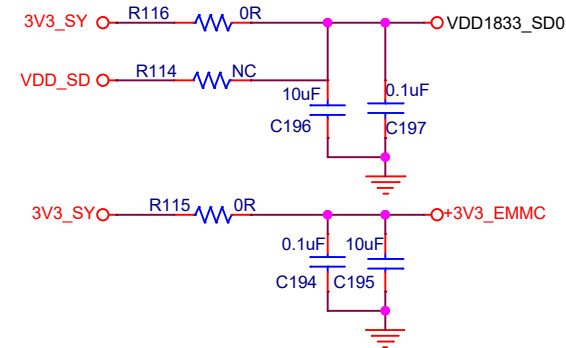 3V3_SY R116 0R VDD1833_SD0
VDD_SD R114 NC
10uF 0.1uF
C196 C197
3V3_SY R115 0R +3V3_EMMC
0.1uF 10uF
C194 C195